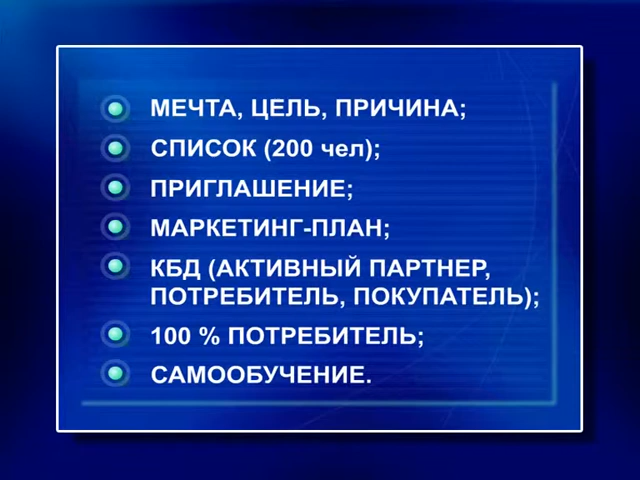 МЕЧТА, ЦЕЛЬ, ПРИЧИНА;
СПИСОК (200 чел);
ПРИГЛАШЕНИЕ;
МАРКЕТИНГ-ПЛАН;
КБД (АКТИВНЫЙ ПАРТНЕР,
ПОТРЕБИТЕЛЬ, ПОКУПАТЕЛЬ);
100 % ПОТРЕБИТЕЛЬ;
САМООБУЧЕНИЕ.